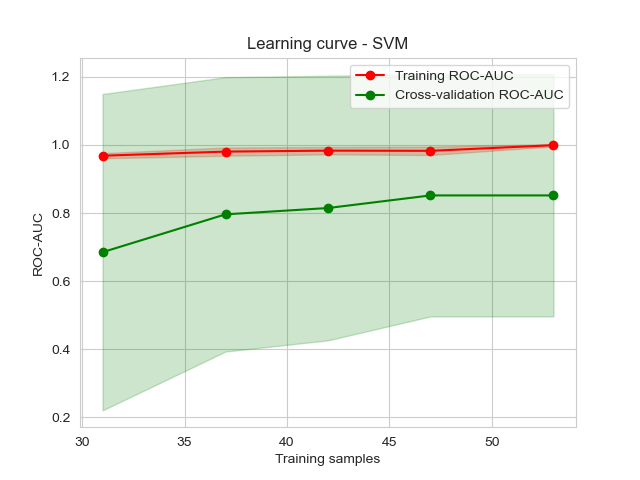 Learning curve - SVM
Training ROC-AUC
Cross-validation ROC-AUC
ROC-AUC
1.2
1.0
0.8
0.6
0.4
0.2
30 35 40 45 50
Training samples